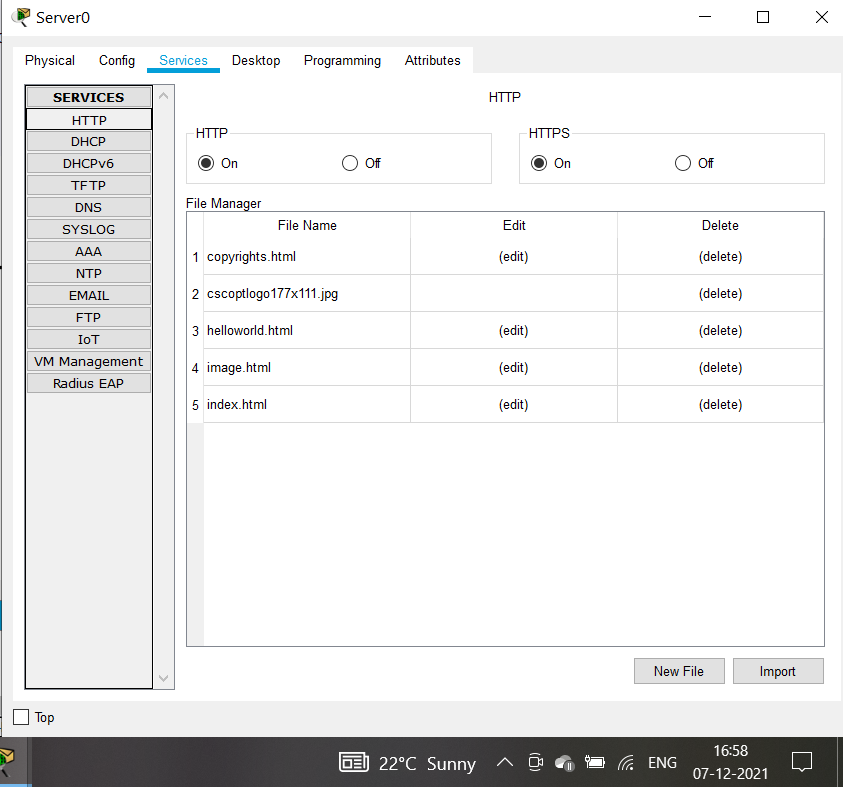 Server0
Physical Config Services Desktop Programming Attributes
SERVICES
HTTP
DHCP
DHCPv6
TFTP
DNS
SYSLOG
AAA
NTP
EMAIL
FTP
IoT
VM Management
Radius EAP
HTTP
HTTP
On Off
HTTPS
On Off
File Manager
File Name Edit Delete
1 copyrights.html (edit) (delete)
2 cscoptlogo177x111.jpg (delete)
3 helloworld.html (edit) (delete)
4 image.html (edit) (delete)
5 index.html (edit) (delete)
New File Import
Top
22°C Sunny ENG 16:58
07-12-2021